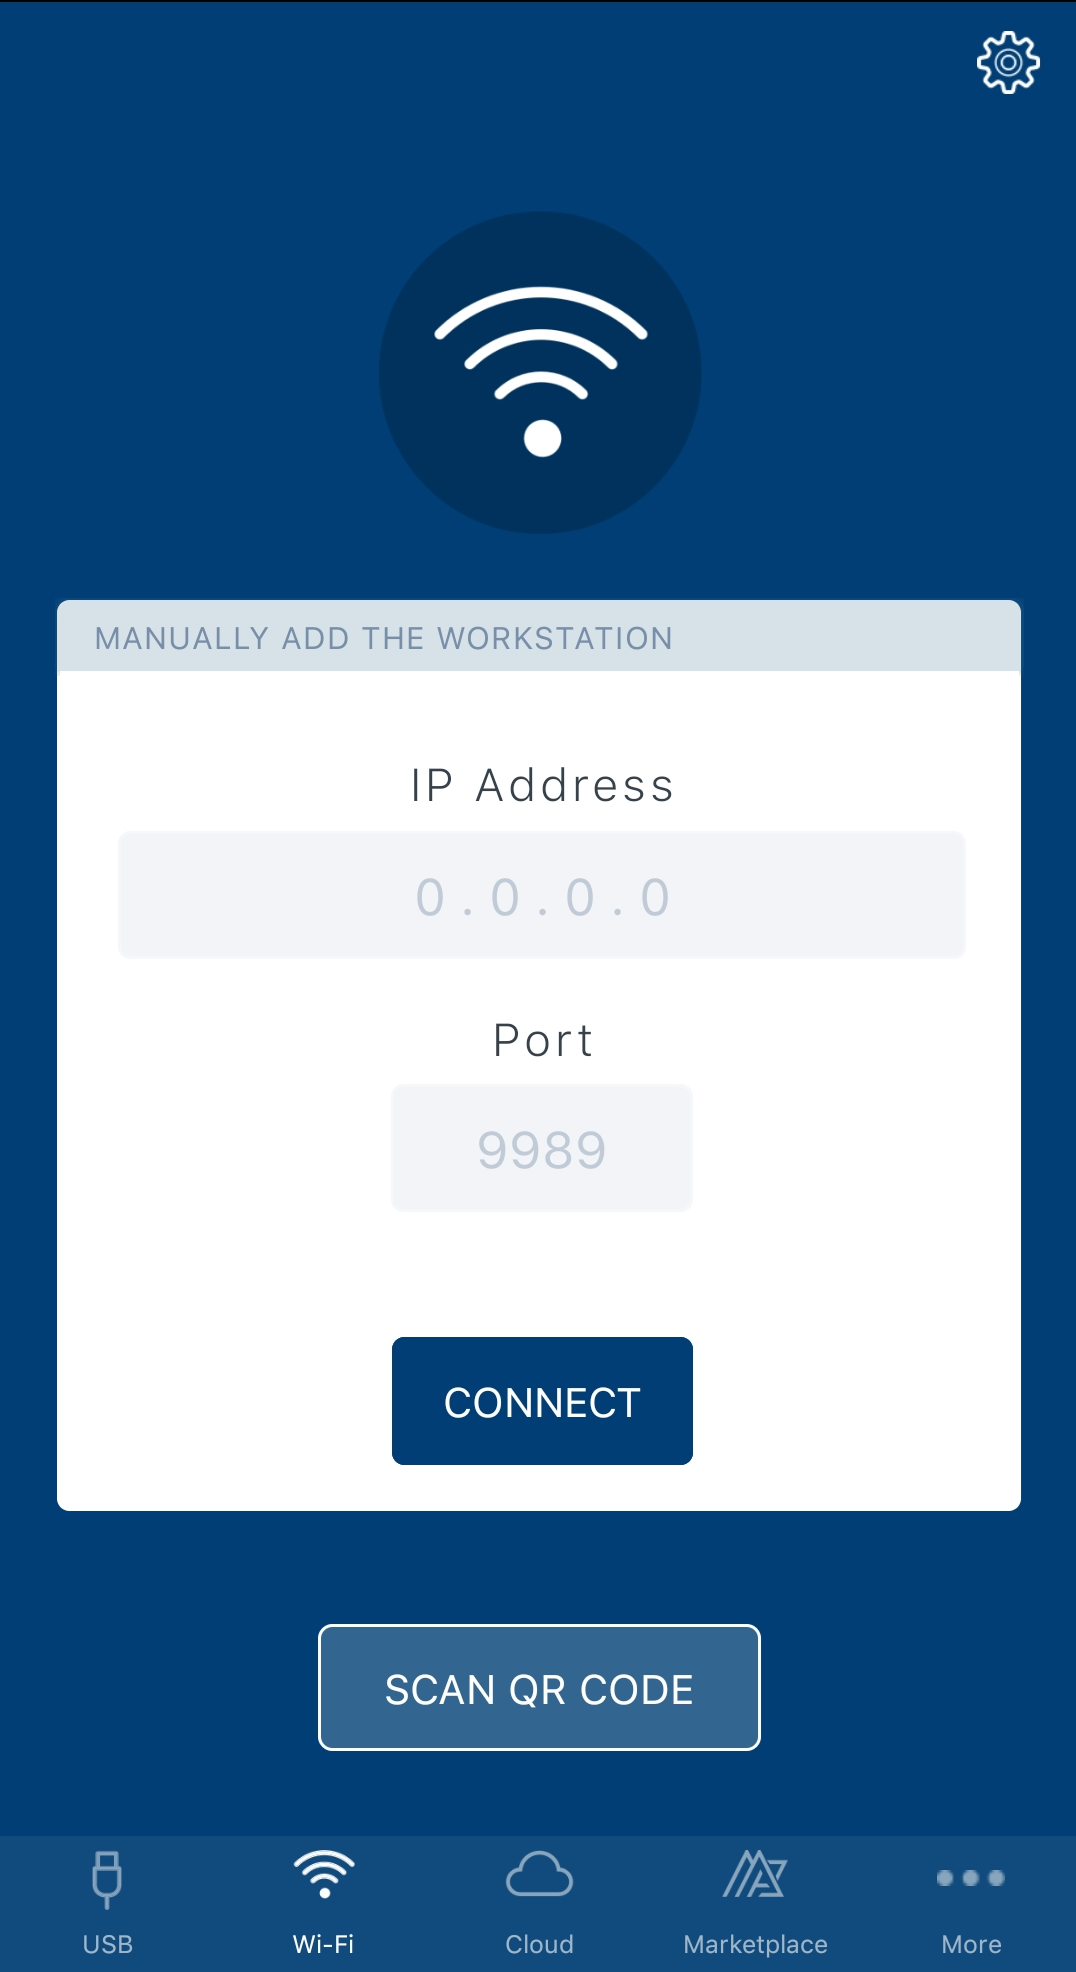 MANUALLY ADD THE WORKSTATION
IP Address
0.0.0.0
Port
9989
CONNECT
SCAN QR CODE
USB
Wi-Fi
Cloud
Marketplace
More